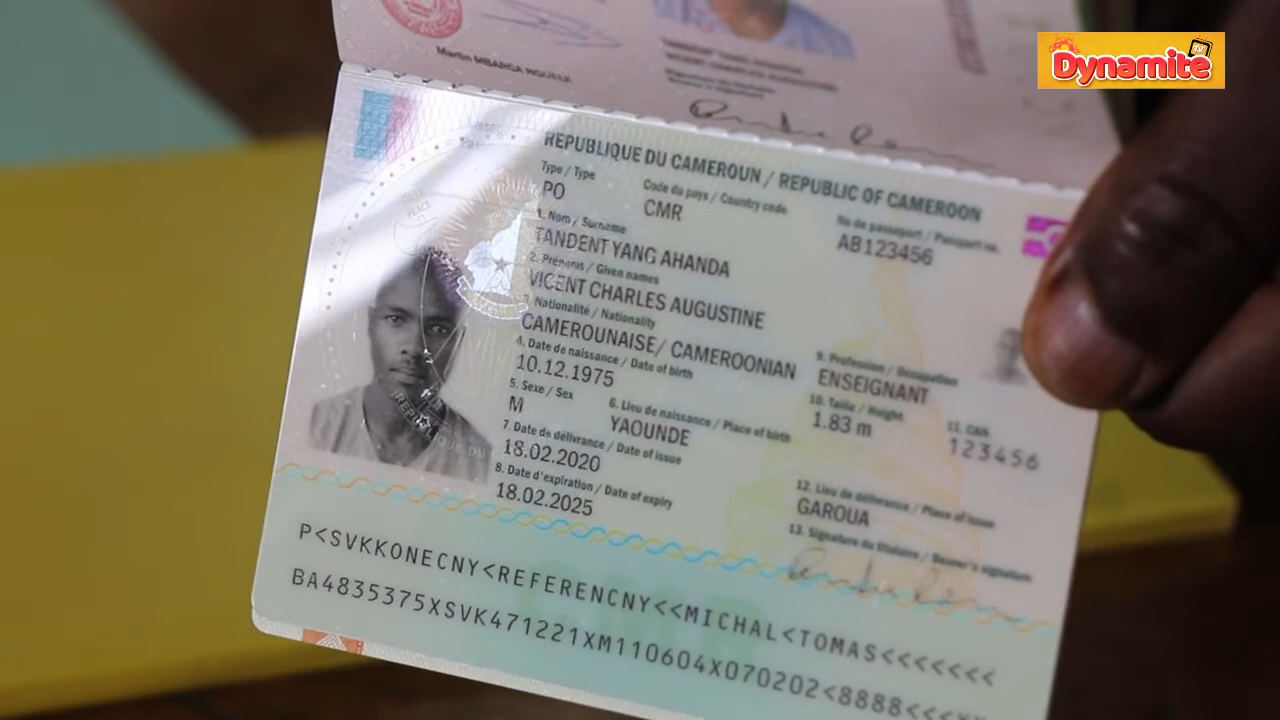 Dynamite TV
REPUBLIQUE DU CAMEROUN / REPUBLIC OF CAMEROON
Type / Type
PO
Code du pays / Country code
CMR
No de passeport / Passport no.
AB123456
1. Nom / Surname
TANDENT YANG AHANDA
2. Prénoms / Given names
VICENT CHARLES AUGUSTINE
3 Nationalité / Nationality
CAMEROUNAISE/ CAMEROONIAN
4. Date de naissance / Date of birth
10.12.1975
5. Sexe / Sex
M
6. Lieu de naissance / Place of birth
YAOUNDE
7 Date de délivrance / Date of issue
18.02.2020
8. Date d'expiration / Date of expiry
18.02.2025
9. Profession / Occupation
ENSEIGNANT
10. Taille / Height
1.83 m
11. CAN
123456
12. Lieu de délivrance / Place of issue
GAROUA
13. Signature du titulaire / Bearer's signature
P<SVKKONECNY<REFERENCNY<<MICHAL<TOMAS<<<<<<<
BA4835375XSVK471221XM110604X070202<8888<<<